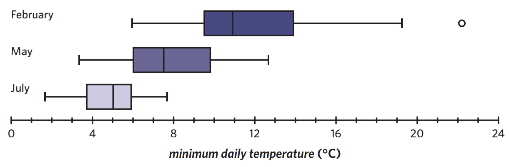 February
May
July
0 4 8 12 16 20 24
minimum daily temperature (°C)